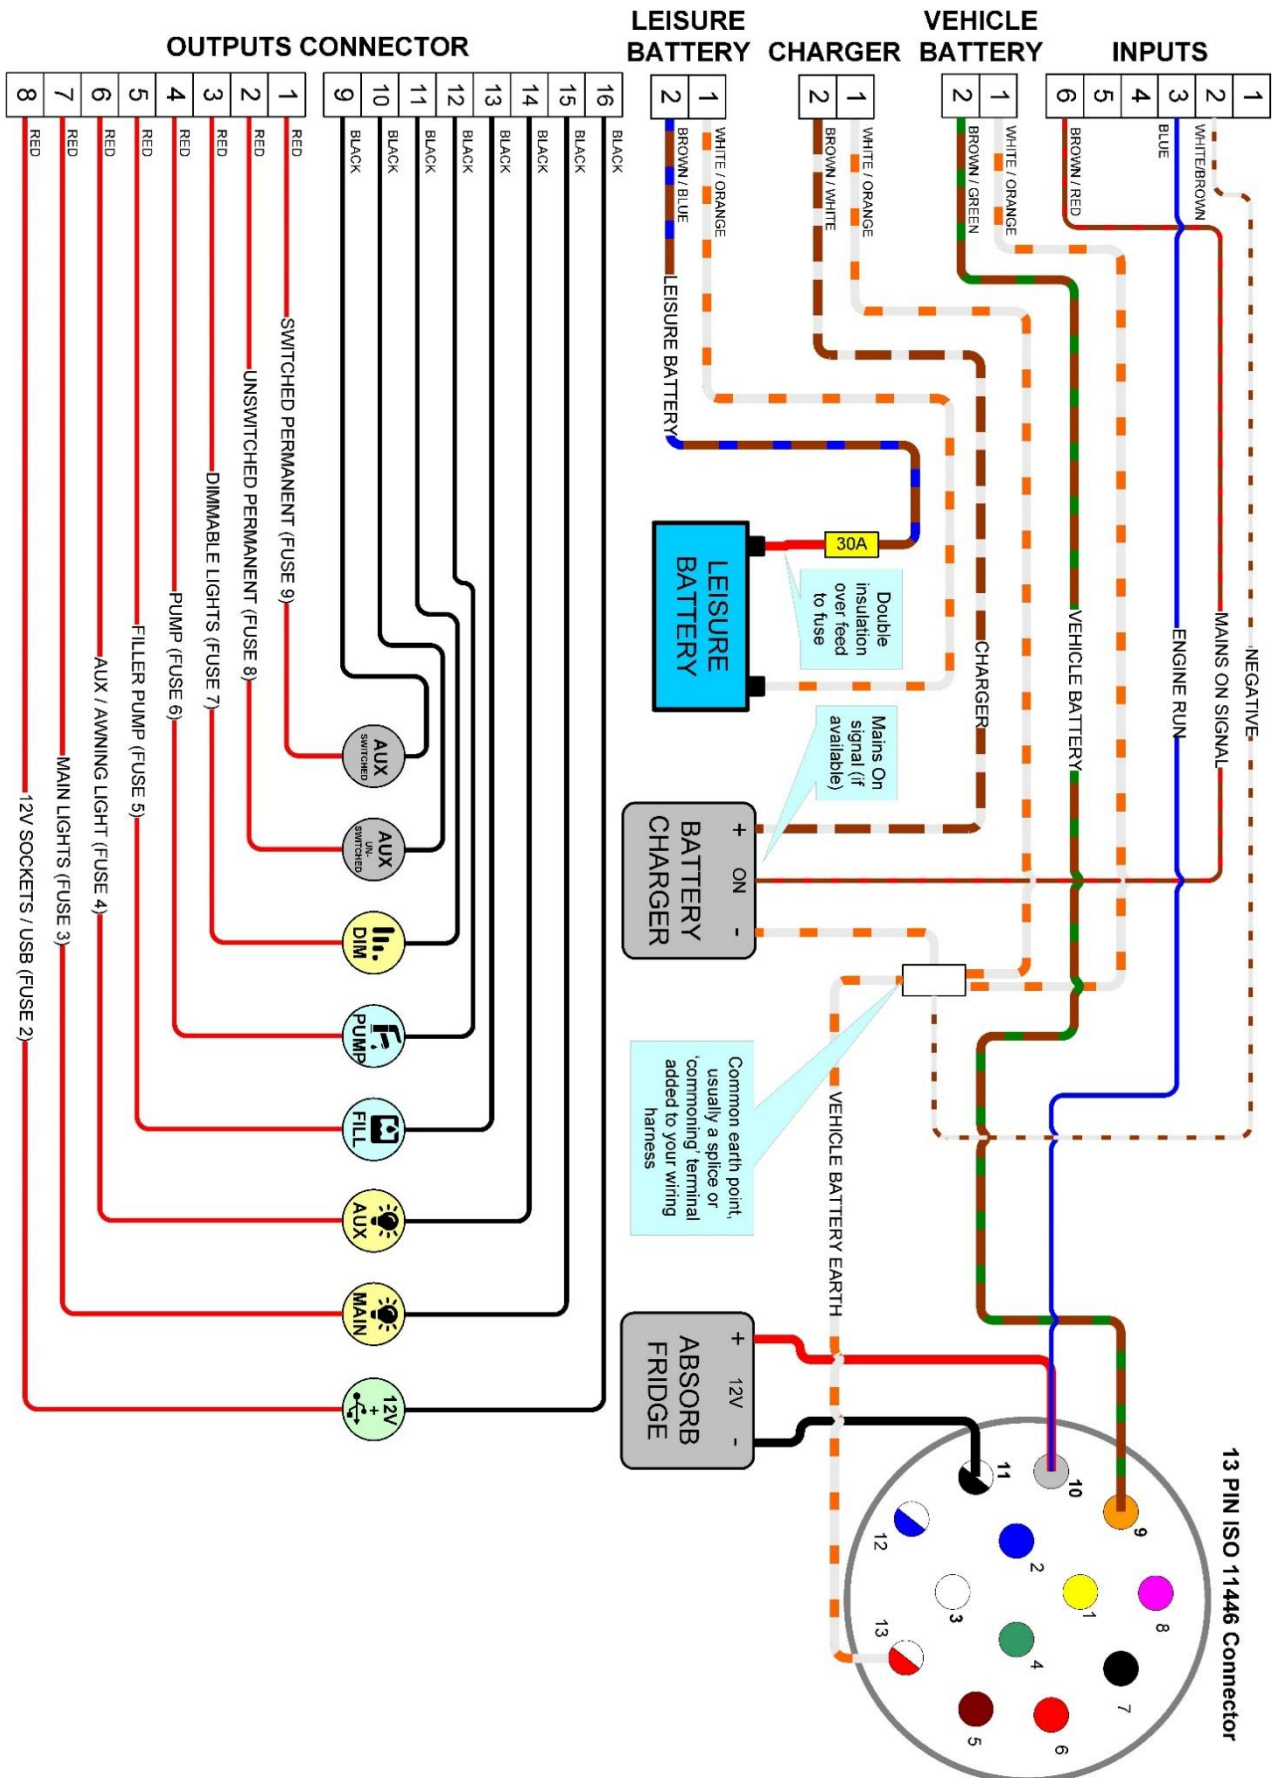 OUTPUTS CONNECTOR
LEISURE
BATTERY
CHARGER
VEHICLE
BATTERY
INPUTS
8
7
6
5
4
3
2
1
9
10
11
12
13
14
15
16
2
1
2
1
2
1
6
5
4
3
2
1
RED
RED
RED
RED
RED
RED
RED
RED
BLACK
BLACK
BLACK
BLACK
BLACK
BLACK
BLACK
BLACK
BROWN / BLUE
WHITE / ORANGE
BROWN / WHITE
WHITE / ORANGE
BROWN / GREEN
WHITE / ORANGE
BROWN / RED
BLUE
WHITE/BROWN
SWITCHED PERMANENT (FUSE 9)
UNSWITCHED PERMANENT (FUSE 8)
DIMMABLE LIGHTS (FUSE 7)
PUMP (FUSE 6)
FILLER PUMP (FUSE 5)
AUX / AWNING LIGHT (FUSE 4)
MAIN LIGHTS (FUSE 3)
12V SOCKETS / USB (FUSE 2)
LEISURE BATTERY
CHARGER
VEHICLE BATTERY
ENGINE RUN
MAINS ON SIGNAL
NEGATIVE
30A
LEISURE
BATTERY
Double
insulation
over feed
to fuse
Mains On
signal (if
available)
+ ON -
BATTERY
CHARGER
Common earth point,
usually a splice or
'commoning' terminal
added to your wiring
harness
VEHICLE BATTERY EARTH
+ 12V -
ABSORB
FRIDGE
AUX
SWITCHED
AUX
UN-
SWITCHED
DIM
PUMP
FILL
AUX
MAIN
12V
+
13 PIN ISO 11446 Connector
11
10
9
12
2
1
8
3
13
4
7
5
6